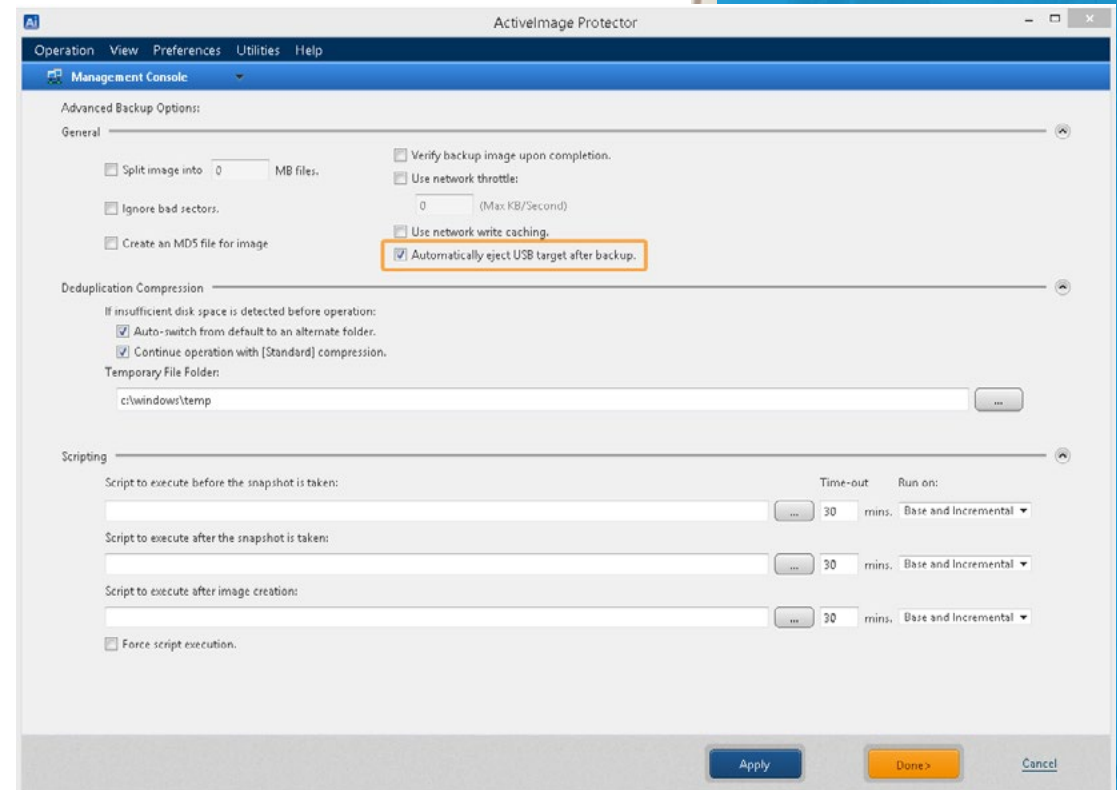 Ai
ActiveImage Protector
Operation View Preferences Utilities Help
Management Console
Advanced Backup Options:
General
Split image into 0 MB files.
Ignore bad sectors.
Create an MD5 file for image
Verify backup image upon completion.
Use network throttle:
0 (Max KB/Second)
Use network write caching.
Automatically eject USB target after backup.
Deduplication Compression
If insufficient disk space is detected before operation:
Auto-switch from default to an alternate folder.
Continue operation with [Standard] compression.
Temporary File Folder:
c:\windows\temp ...
Scripting
Script to execute before the snapshot is taken: Time-out Run on:
... 30 mins. Base and Incremental
Script to execute after the snapshot is taken:
... 30 mins. Base and Incremental
Script to execute after image creation:
... 30 mins. Base and Incremental
Force script execution.
Apply Done> Cancel